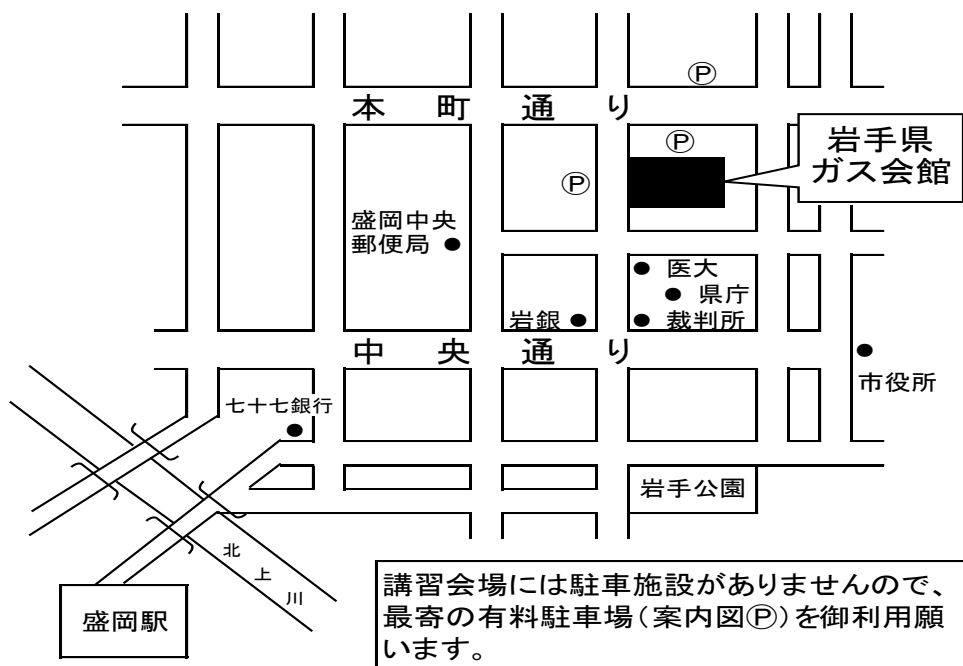 Ⓟ
本町通り
Ⓟ
岩手県
ガス会館
Ⓟ
盛岡中央
郵便局
医大
県庁
岩銀
裁判所
中央通り
市役所
七十七銀行
岩手公園
北上川
盛岡駅
講習会場には駐車施設がありませんので、
最寄の有料駐車場(案内図Ⓟ)を御利用願
います。